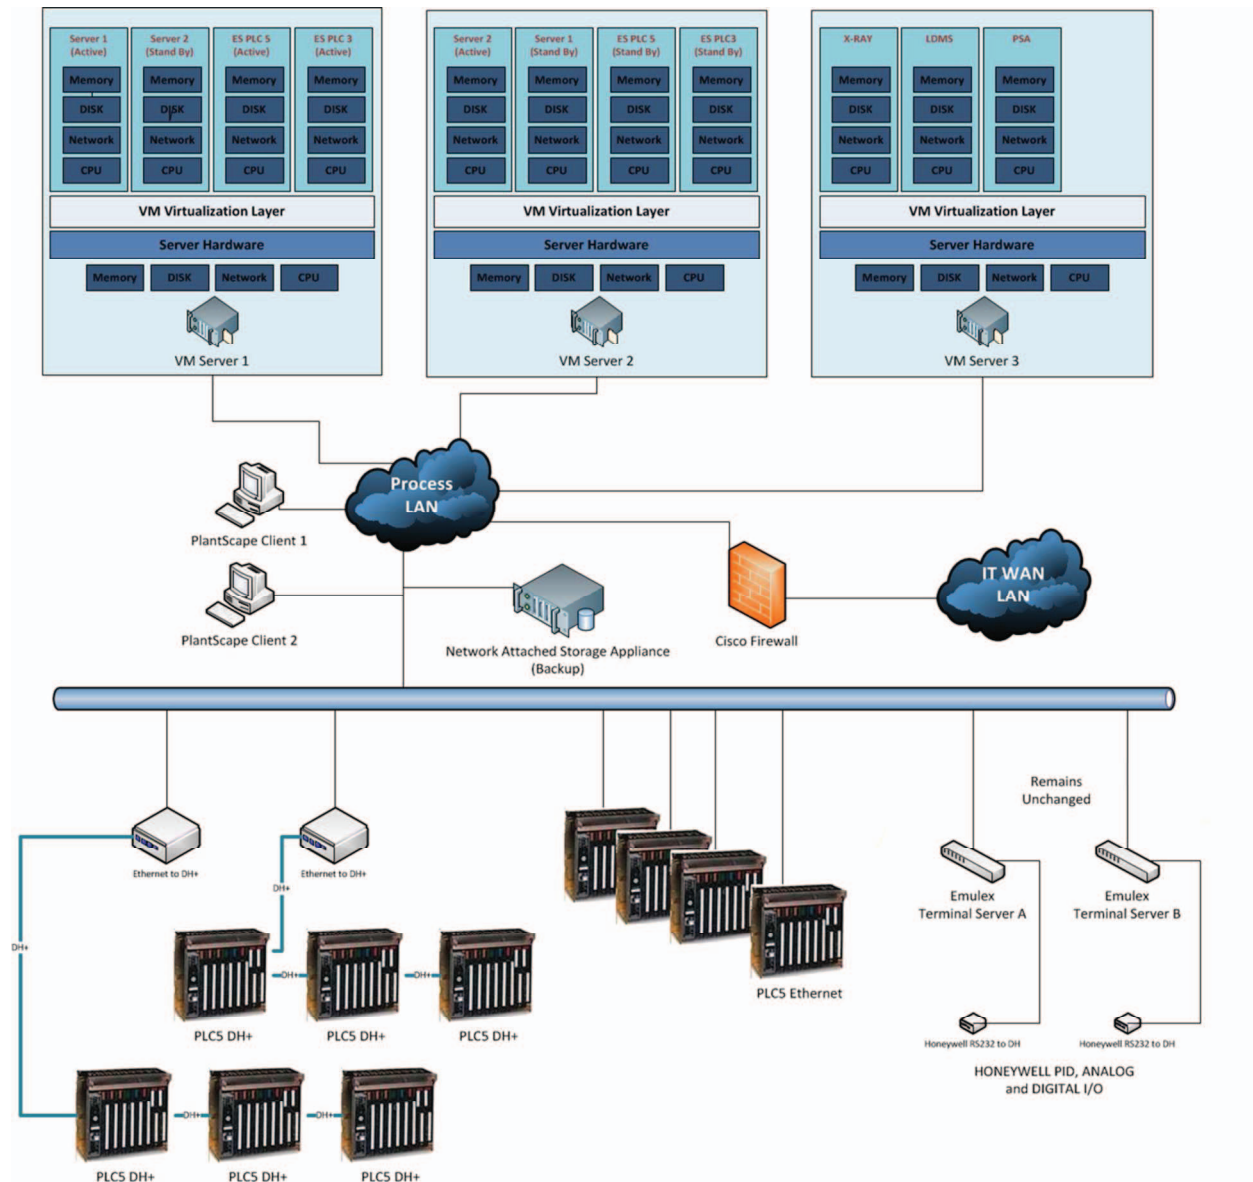 Server 1
(Active)
Server 2
(Stand By)
ES PLC 5
(Active)
ES PLC 3
(Active)
Memory
Memory
Memory
Memory
DISK
DISK
DISK
DISK
Network
Network
Network
Network
CPU
CPU
CPU
CPU
VM Virtualization Layer
Server Hardware
Memory
DISK
Network
CPU
VM Server 1
Server 2
(Active)
Server 1
(Stand By)
ES PLC 5
(Stand By)
ES PLC3
(Stand By)
Memory
Memory
Memory
Memory
DISK
DISK
DISK
DISK
Network
Network
Network
Network
CPU
CPU
CPU
CPU
VM Virtualization Layer
Server Hardware
Memory
DISK
Network
CPU
VM Server 2
X-RAY
LDMS
PSA
Memory
Memory
Memory
DISK
DISK
DISK
Network
Network
Network
CPU
CPU
CPU
VM Virtualization Layer
Server Hardware
Memory
DISK
Network
CPU
VM Server 3
Process
LAN
PlantScape Client 1
PlantScape Client 2
Network Attached Storage Appliance
(Backup)
Cisco Firewall
IT WAN
LAN
Remains
Unchanged
Ethernet to DH+
Ethernet to DH+
DH+
DH+
DH+
DH+
PLC5 DH+
PLC5 DH+
PLC5 DH+
DH+
DH+
PLC5 DH+
PLC5 DH+
PLC5 DH+
PLC5 Ethernet
Emulex
Terminal Server A
Emulex
Terminal Server B
Honeywell RS232 to DH
Honeywell RS232 to DH
HONEYWELL PID, ANALOG
and DIGITAL I/O